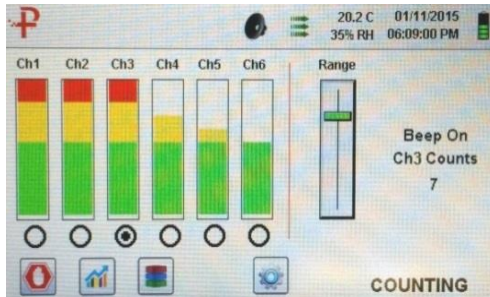 20.2 C 01/11/2015
35% RH 06:09:00 PM
Ch1 Ch2 Ch3 Ch4 Ch5 Ch6 Range
Beep On
Ch3 Counts
7
COUNTING